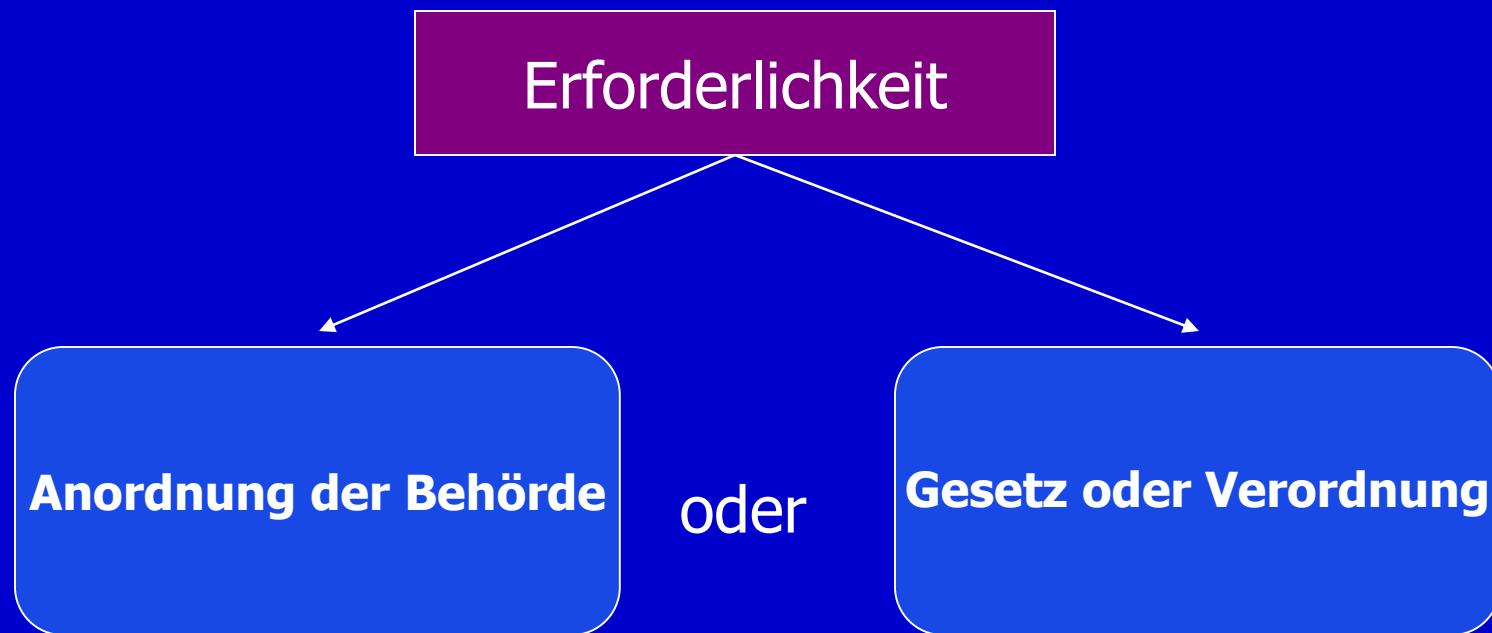 Erforderlichkeit
Anordnung der Behörde
oder
Gesetz oder Verordnung